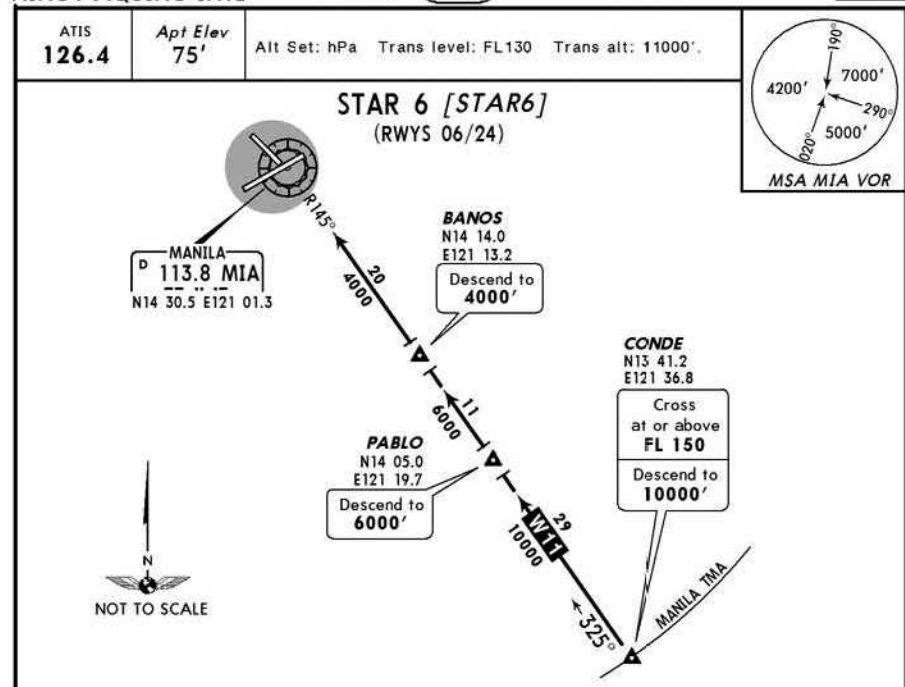 ATIS
126.4
Apt Elev
75'
Alt Set: hPa Trans level: FL130 Trans alt: 11000'.
190°
4200'
7000'
290°
5000'
020°
MSA MIA VOR
STAR 6 [STAR6]
(RWYS 06/24)
R145°
MANILA
D 113.8 MIA
N14 30.5 E121 01.3
20
4000
BANOS
N14 14.0
E121 13.2
Descend to
4000'
11
6000
PABLO
N14 05.0
E121 19.7
Descend to
6000'
CONDE
N13 41.2
E121 36.8
Cross
at or above
FL 150
Descend to
10000'
29
W11
10000
325°
MANILA TMA
N
NOT TO SCALE